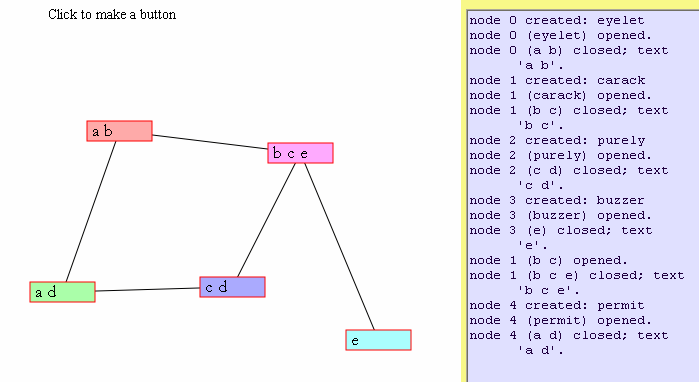 Click to make a button
a b
b c e
a d
c d
e
node 0 created: eyelet
node 0 (eyelet) opened.
node 0 (a b) closed; text
'a b'.
node 1 created: carack
node 1 (carack) opened.
node 1 (b c) closed; text
'b c'.
node 2 created: purely
node 2 (purely) opened.
node 2 (c d) closed; text
'c d'.
node 3 created: buzzer
node 3 (buzzer) opened.
node 3 (e) closed; text
'e'.
node 1 (b c) opened.
node 1 (b c e) closed; text
'b c e'.
node 4 created: permit
node 4 (permit) opened.
node 4 (a d) closed; text
'a d'.